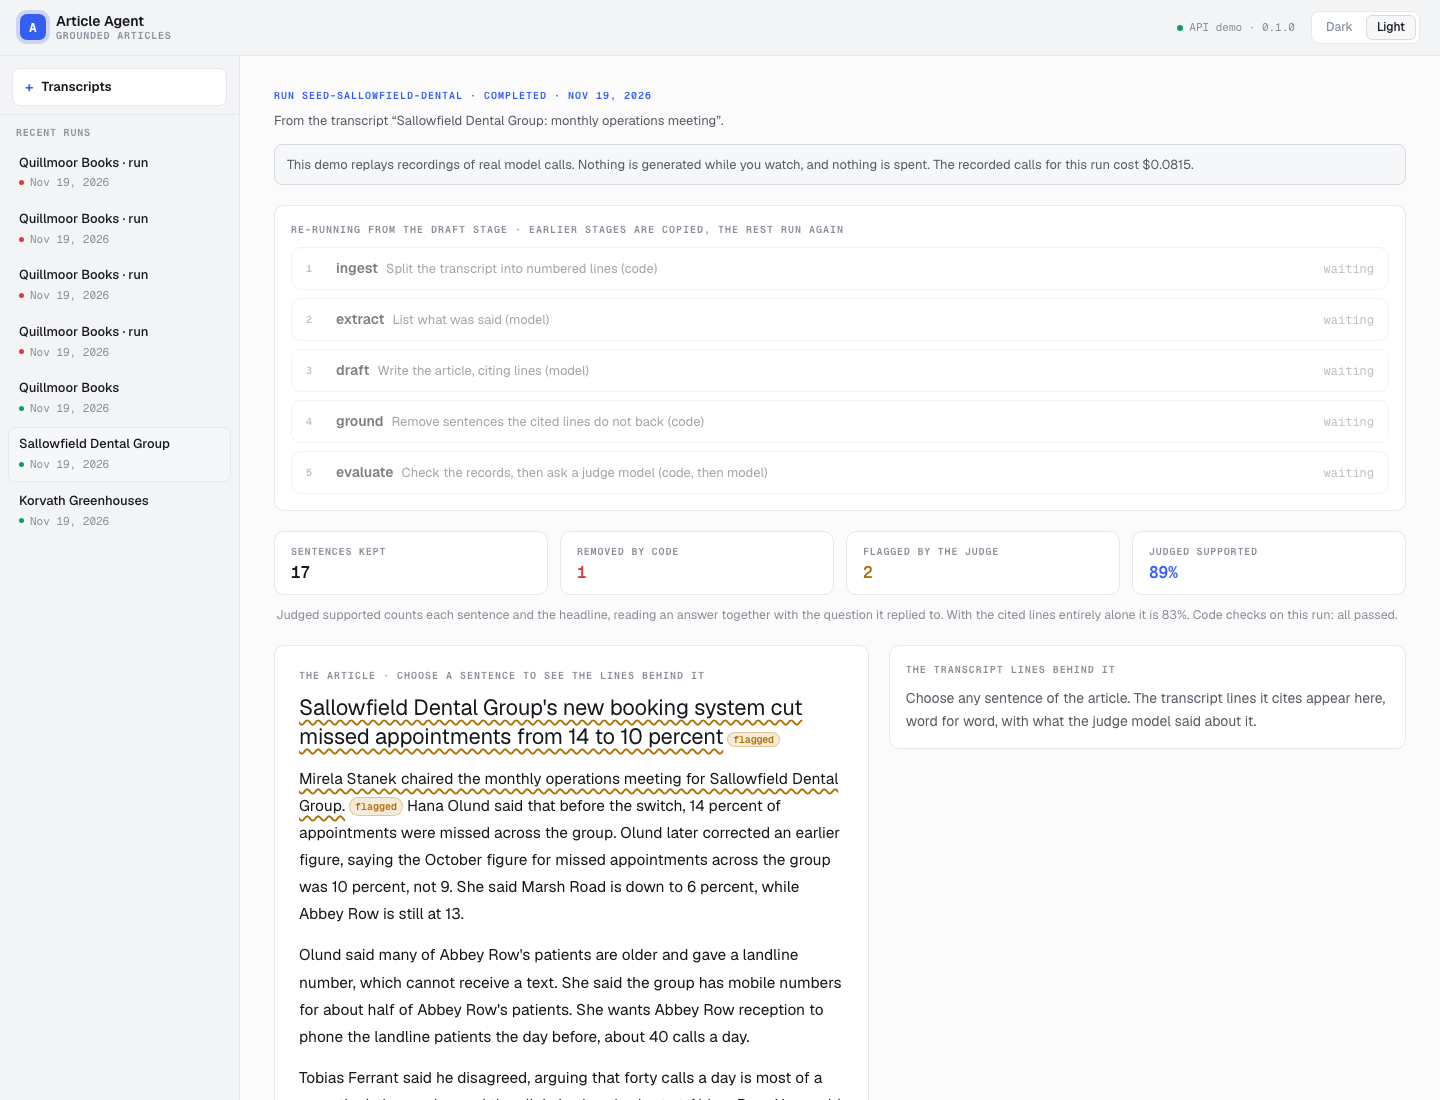 A
Article Agent
GROUNDED ARTICLES
API demo · 0.1.0
Dark
Light
+ Transcripts
RECENT RUNS
Quillmoor Books · run
Nov 19, 2026
Quillmoor Books · run
Nov 19, 2026
Quillmoor Books · run
Nov 19, 2026
Quillmoor Books · run
Nov 19, 2026
Quillmoor Books
Nov 19, 2026
Sallowfield Dental Group
Nov 19, 2026
Korvath Greenhouses
Nov 19, 2026
RUN SEED-SALLOWFIELD-DENTAL · COMPLETED · NOV 19, 2026
From the transcript “Sallowfield Dental Group: monthly operations meeting”.
This demo replays recordings of real model calls. Nothing is generated while you watch, and nothing is spent. The recorded calls for this run cost $0.0815.
RE-RUNNING FROM THE DRAFT STAGE · EARLIER STAGES ARE COPIED, THE REST RUN AGAIN
1 ingest Split the transcript into numbered lines (code) waiting
2 extract List what was said (model) waiting
3 draft Write the article, citing lines (model) waiting
4 ground Remove sentences the cited lines do not back (code) waiting
5 evaluate Check the records, then ask a judge model (code, then model) waiting
SENTENCES KEPT
17
REMOVED BY CODE
1
FLAGGED BY THE JUDGE
2
JUDGED SUPPORTED
89%
Judged supported counts each sentence and the headline, reading an answer together with the question it replied to. With the cited lines entirely alone it is 83%. Code checks on this run: all passed.
THE ARTICLE · CHOOSE A SENTENCE TO SEE THE LINES BEHIND IT
Sallowfield Dental Group's new booking system cut
missed appointments from 14 to 10 percent flagged
Mirela Stanek chaired the monthly operations meeting for Sallowfield Dental
Group. flagged Hana Olund said that before the switch, 14 percent of
appointments were missed across the group. Olund later corrected an earlier
figure, saying the October figure for missed appointments across the group
was 10 percent, not 9. She said Marsh Road is down to 6 percent, while
Abbey Row is still at 13.
Olund said many of Abbey Row's patients are older and gave a landline
number, which cannot receive a text. She said the group has mobile numbers
for about half of Abbey Row's patients. She wants Abbey Row reception to
phone the landline patients the day before, about 40 calls a day.
Tobias Ferrant said he disagreed, arguing that forty calls a day is most of a
THE TRANSCRIPT LINES BEHIND IT
Choose any sentence of the article. The transcript lines it cites appear here,
word for word, with what the judge model said about it.